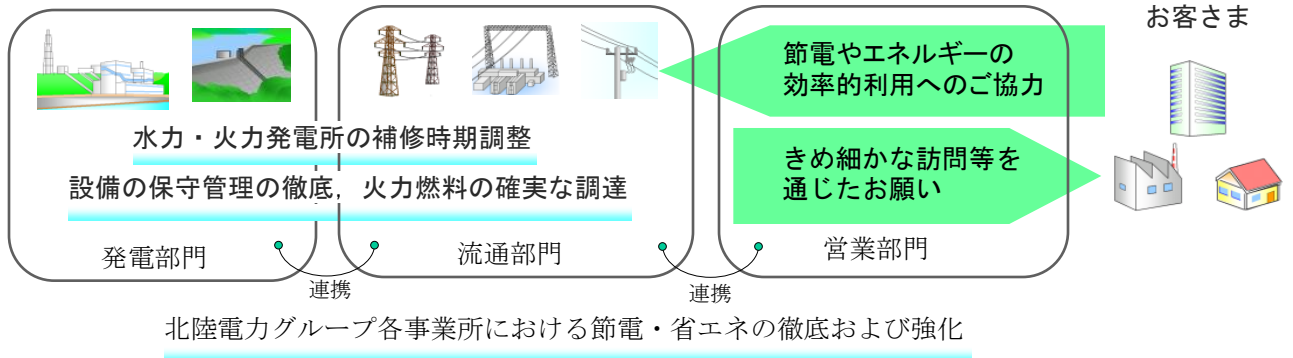 お客さま
節電やエネルギーの
効率的利用へのご協力
水力・火力発電所の補修時期調整
きめ細かな訪問等を
通じたお願い
設備の保守管理の徹底，火力燃料の確実な調達
発電部門
流通部門
営業部門
連携
連携
北陸電力グループ各事業所における節電・省エネの徹底および強化